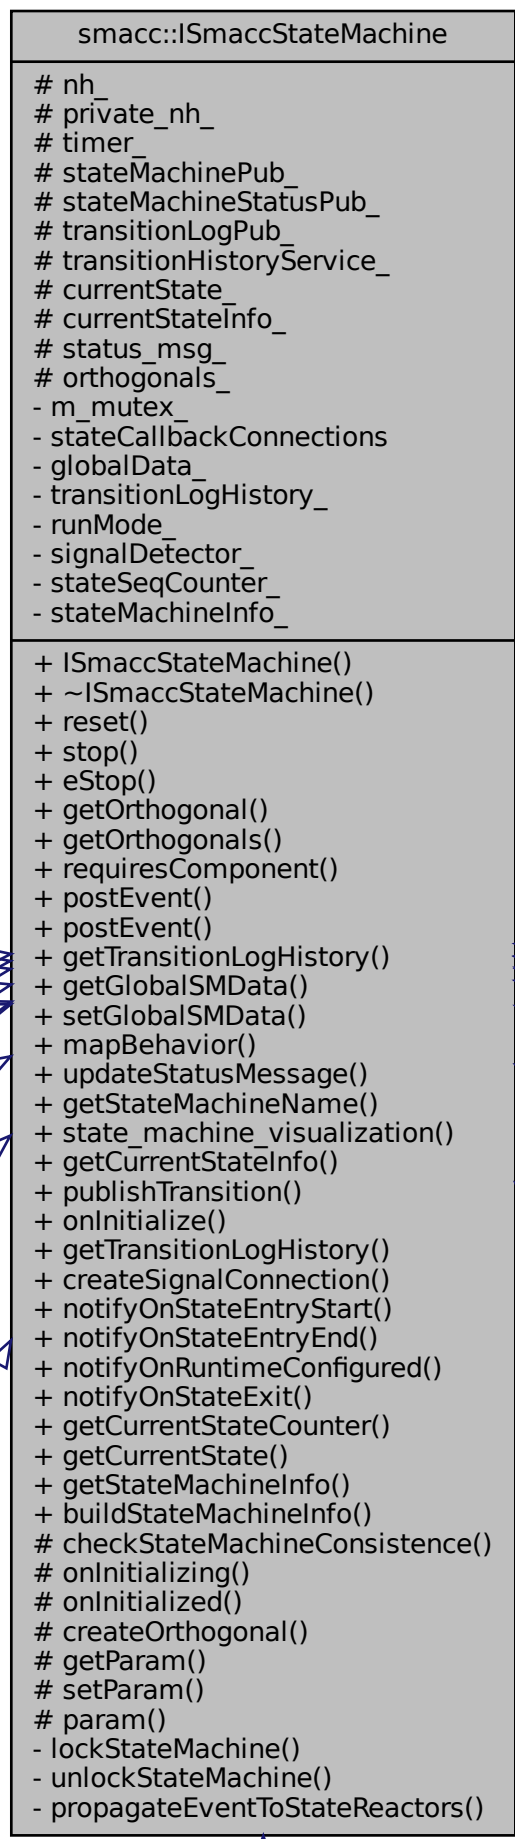 smacc::ISmaccStateMachine
# nh_
# private_nh_
# timer_
# stateMachinePub_
# stateMachineStatusPub_
# transitionLogPub_
# transitionHistoryService_
# currentState_
# currentStateInfo_
# status_msg_
# orthogonals_
- m_mutex_
- stateCallbackConnections
- globalData_
- transitionLogHistory_
- runMode_
- signalDetector_
- stateSeqCounter_
- stateMachineInfo_
+ ISmaccStateMachine()
+ ~ISmaccStateMachine()
+ reset()
+ stop()
+ eStop()
+ getOrthogonal()
+ getOrthogonals()
+ requiresComponent()
+ postEvent()
+ postEvent()
+ getTransitionLogHistory()
+ getGlobalSMData()
+ setGlobalSMData()
+ mapBehavior()
+ updateStatusMessage()
+ getStateMachineName()
+ state_machine_visualization()
+ getCurrentStateInfo()
+ publishTransition()
+ onInitialize()
+ getTransitionLogHistory()
+ createSignalConnection()
+ notifyOnStateEntryStart()
+ notifyOnStateEntryEnd()
+ notifyOnRuntimeConfigured()
+ notifyOnStateExit()
+ getCurrentStateCounter()
+ getCurrentState()
+ getStateMachineInfo()
+ buildStateMachineInfo()
# checkStateMachineConsistence()
# onInitializing()
# onInitialized()
# createOrthogonal()
# getParam()
# setParam()
# param()
- lockStateMachine()
- unlockStateMachine()
- propagateEventToStateReactors()